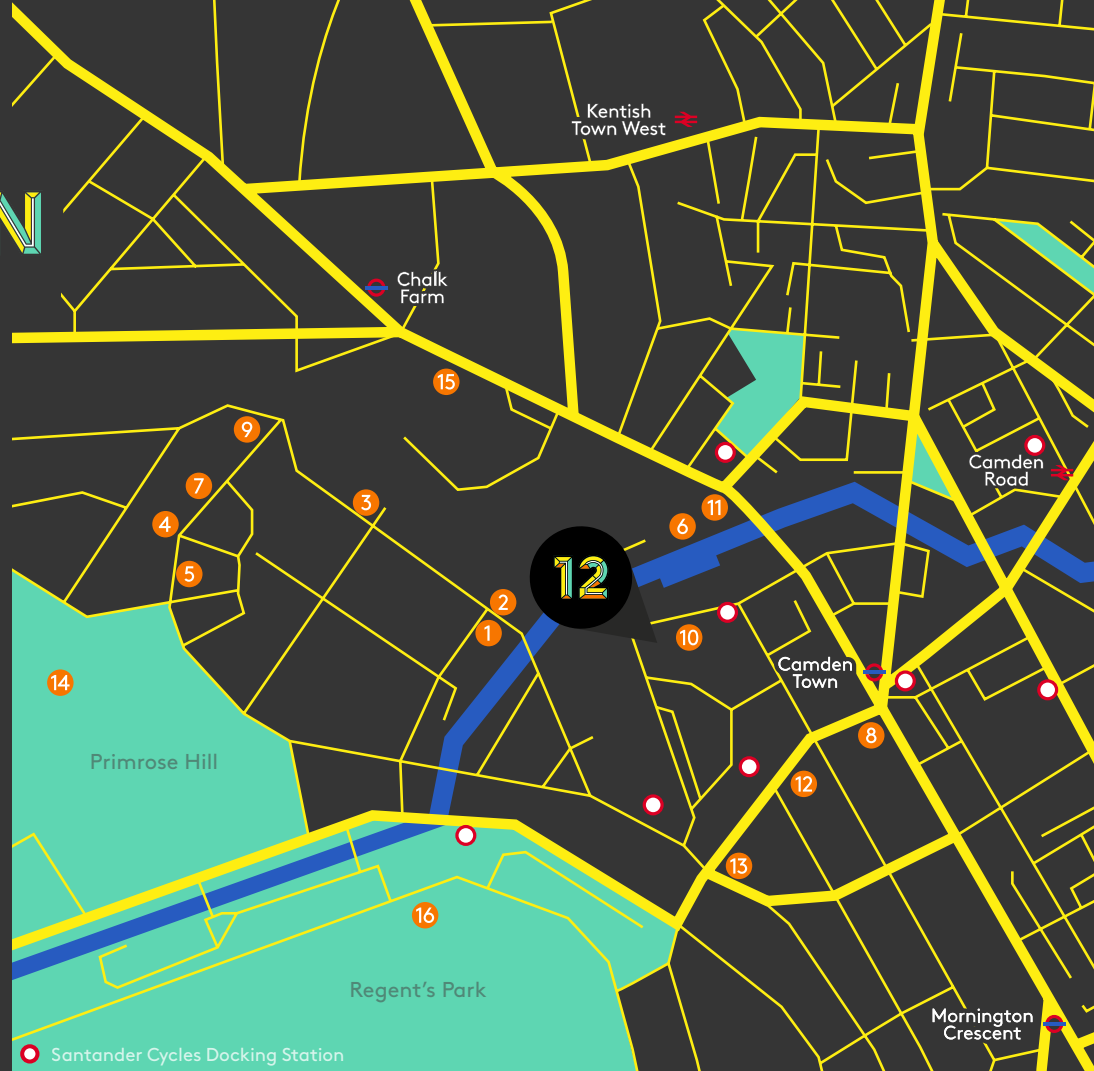 Kentish
Town West
N
Chalk
Farm
15
9
Camden
Road
7
3
11
4
6
12
5
2
1
10
14
Camden
Town
8
Primrose Hill
12
13
16
Regent's Park
Mornington
Crescent
Santander Cycles Docking Station